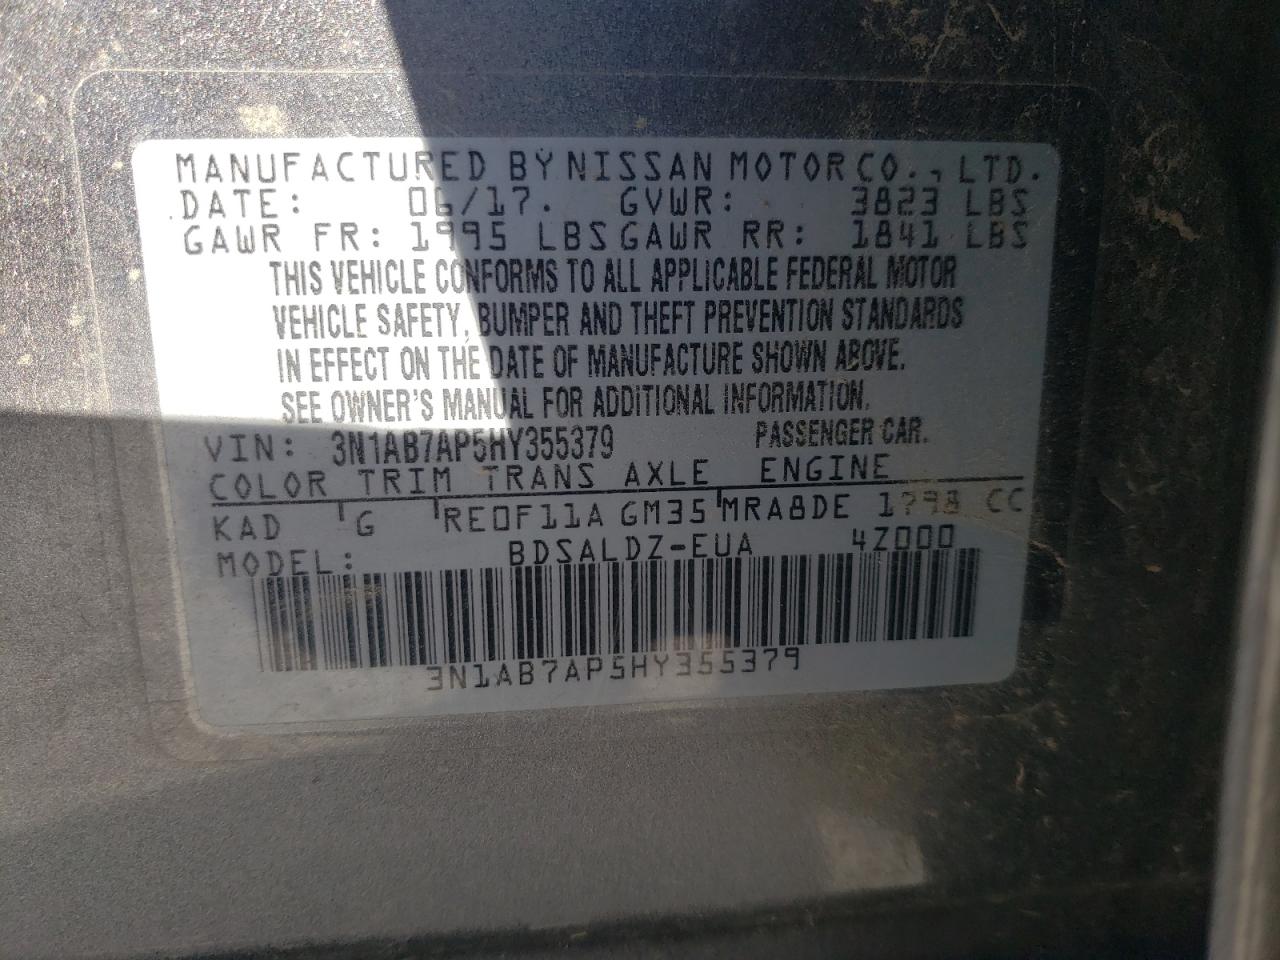 MANUFACTURED BY NISSAN MOTOR CO., LTD.
DATE: 06/17. GVWR: 3823 LBS
GAWR FR: 1995 LBS GAWR RR: 1841 LBS
THIS VEHICLE CONFORMS TO ALL APPLICABLE FEDERAL MOTOR
VEHICLE SAFETY, BUMPER AND THEFT PREVENTION STANDARDS
IN EFFECT ON THE DATE OF MANUFACTURE SHOWN ABOVE.
SEE OWNER'S MANUAL FOR ADDITIONAL INFORMATION.
VIN: 3N1AB7AP5HY355379 PASSENGER CAR.
COLOR TRIM TRANS AXLE ENGINE
KAD G RE0F11A GM35 MRA8DE 1798 CC
MODEL: BDSALDZ-EUA 4Z000
3N1AB7AP5HY355379